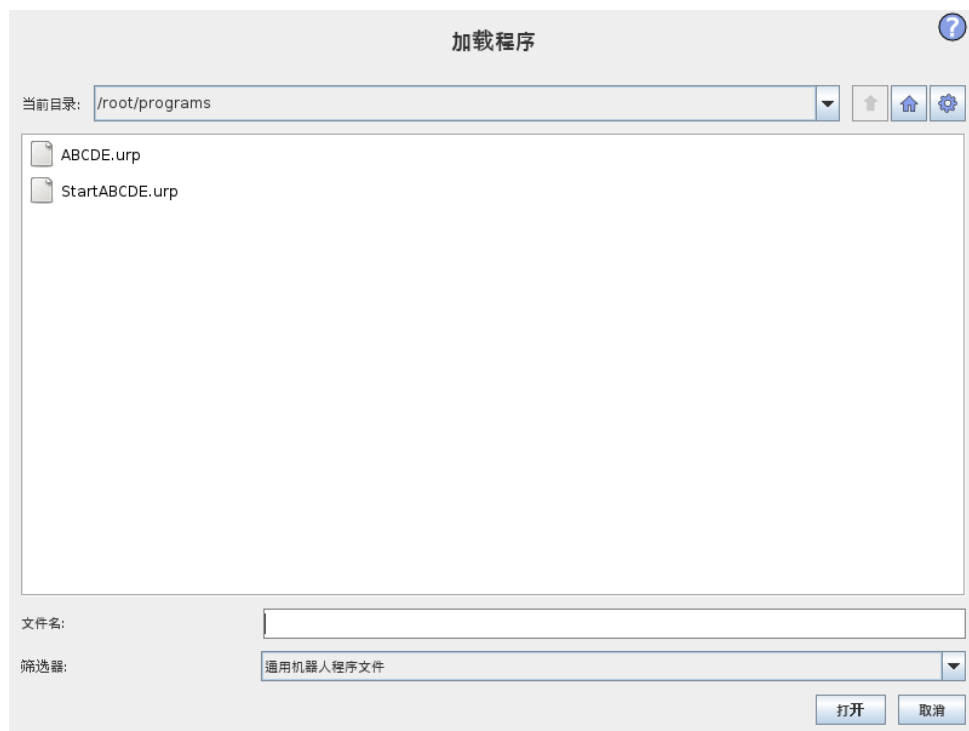 加载程序
?
当前目录: /root/programs
ABCDE.urp
StartABCDE.urp
文件名:
筛选器: 通用机器人程序文件
打开 取消